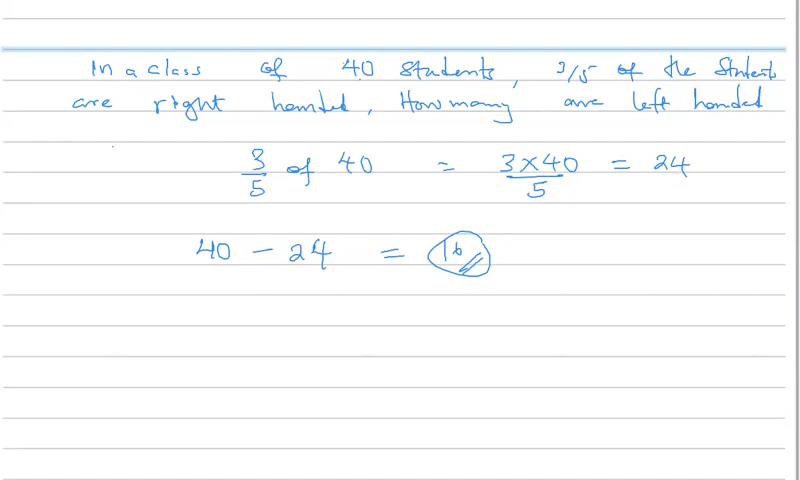 In a class of 40 students, 3/5 of the students
are right handed, How many are left handed
3/5 of 40 = 3×40/5 = 24
40 - 24 = 16